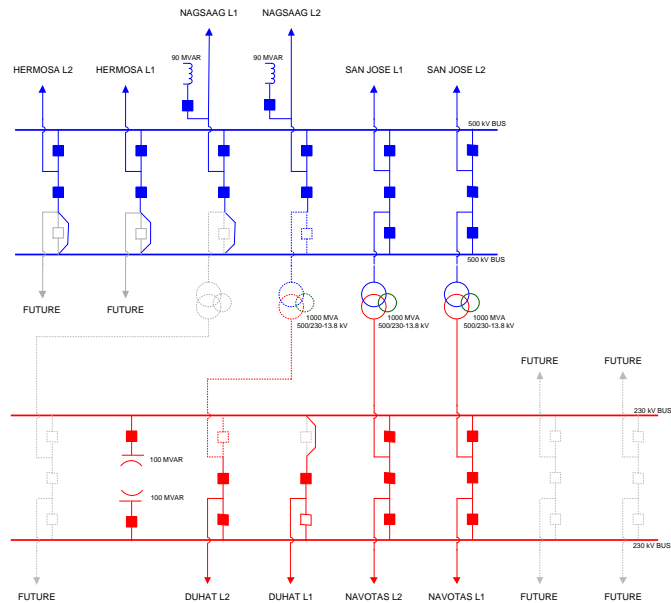 NAGSAAG L1
NAGSAAG L2
90 MVAR
90 MVAR
HERMOSA L2
HERMOSA L1
SAN JOSE L1
SAN JOSE L2
500 kV BUS
500 kV BUS
FUTURE
FUTURE
1000 MVA
500/230-13.8 kV
1000 MVA
500/230-13.8 kV
1000 MVA
500/230-13.8 kV
FUTURE
FUTURE
230 kV BUS
100 MVAR
100 MVAR
230 kV BUS
FUTURE
DUHAT L2
DUHAT L1
NAVOTAS L2
NAVOTAS L1
FUTURE
FUTURE